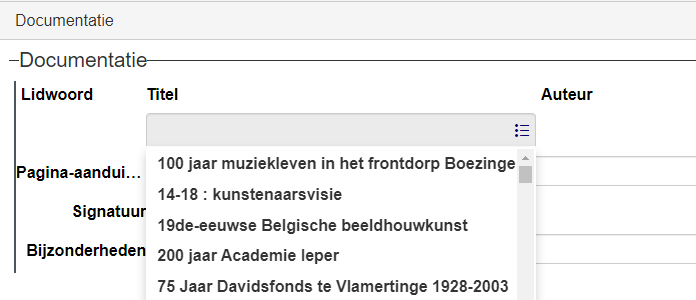 Documentatie
Documentatie
Lidwoord Titel Auteur
100 jaar muziekleven in het frontdorp Boezinge
Pagina-aandui...
14-18 : kunstenaarsvisie
Signatuur
19de-eeuwse Belgische beeldhouwkunst
Bijzonderheden
200 jaar Academie Ieper
75 Jaar Davidsfonds te Vlamertinge 1928-2003